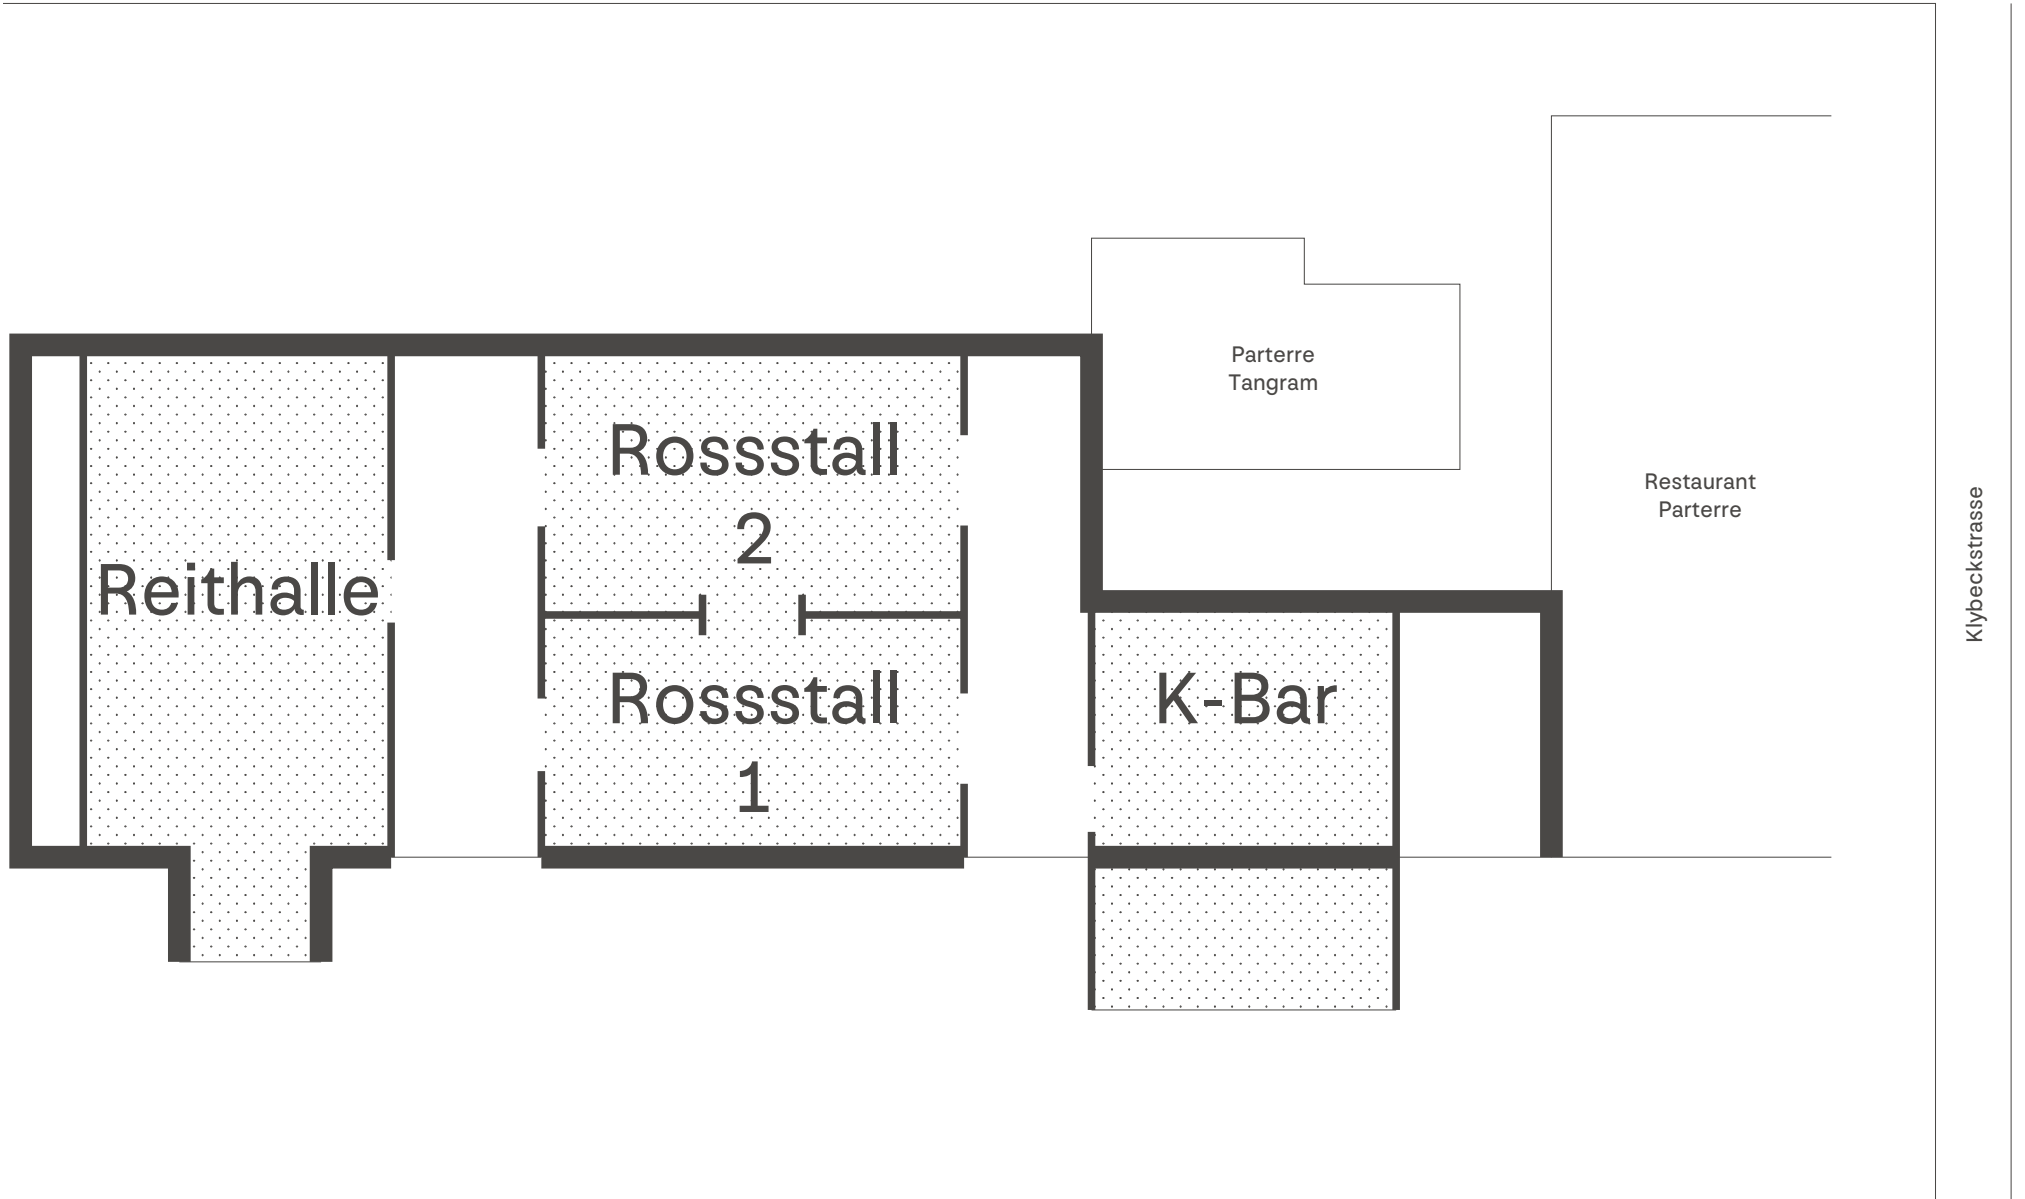 Parterre
Tangram
Restaurant
Parterre
Klybeckstrasse
Rossstall
2
Reithalle
Rossstall
1
K-Bar